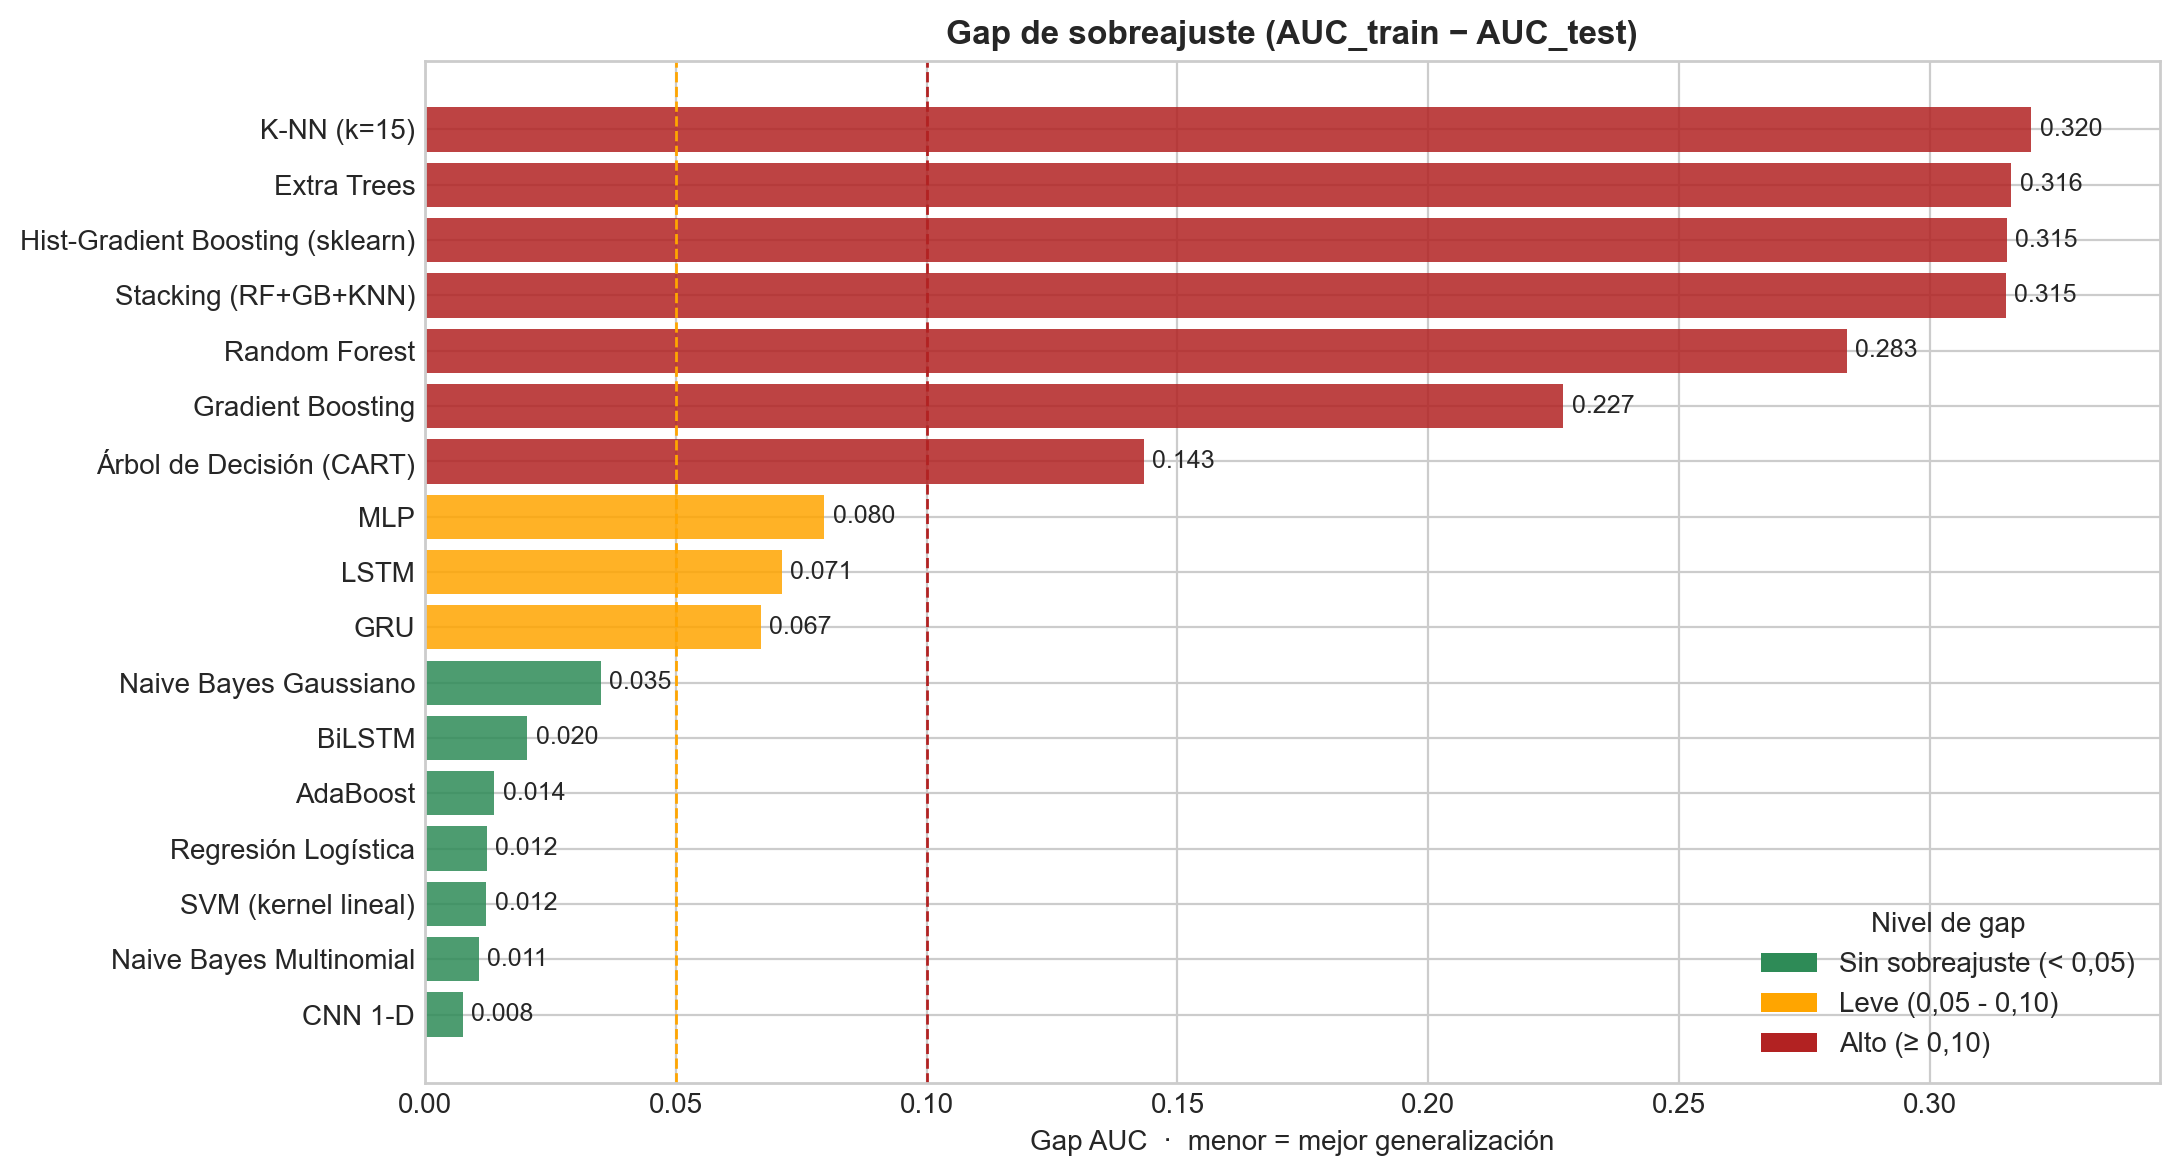 Gap de sobreajuste (AUC_train − AUC_test)
K-NN (k=15) 0.320
Extra Trees 0.316
Hist-Gradient Boosting (sklearn) 0.315
Stacking (RF+GB+KNN) 0.315
Random Forest 0.283
Gradient Boosting 0.227
Árbol de Decisión (CART) 0.143
MLP 0.080
LSTM 0.071
GRU 0.067
Naive Bayes Gaussiano 0.035
BiLSTM 0.020
AdaBoost 0.014
Regresión Logística 0.012
SVM (kernel lineal) 0.012
Naive Bayes Multinomial 0.011
CNN 1-D 0.008
Nivel de gap
Sin sobreajuste (< 0,05)
Leve (0,05 - 0,10)
Alto (≥ 0,10)
0.00 0.05 0.10 0.15 0.20 0.25 0.30
Gap AUC · menor = mejor generalización